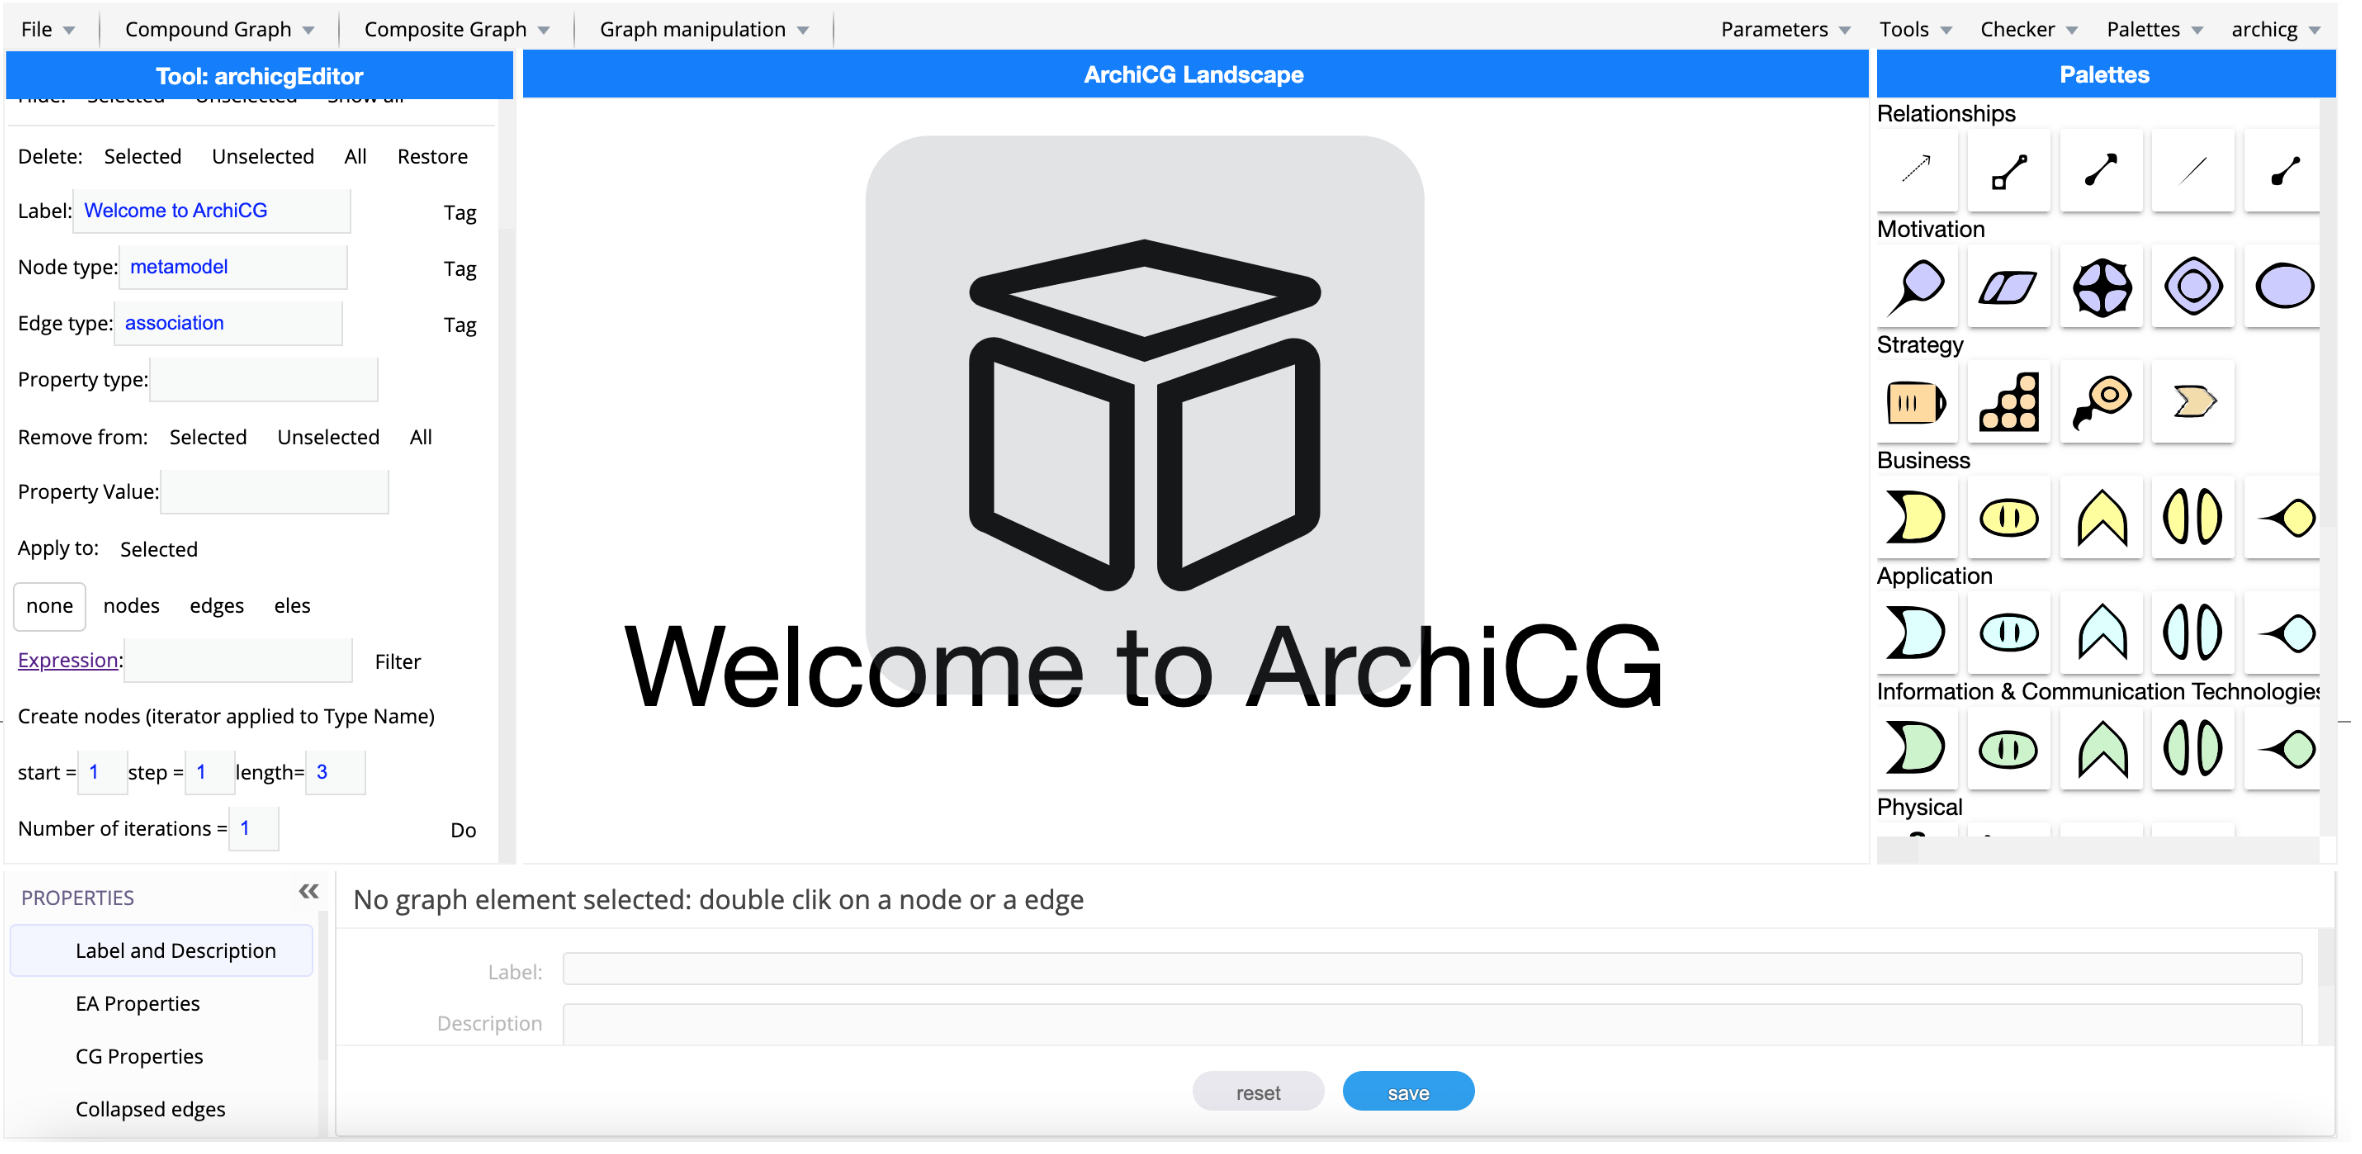 File Compound Graph Composite Graph Graph manipulation Parameters Tools Checker Palettes archicg
Tool: archicgEditor
Hide: Selected Unselected Show all
Delete: Selected Unselected All Restore
Label: Welcome to ArchiCG Tag
Node type: metamodel Tag
Edge type: association Tag
Property type:
Remove from: Selected Unselected All
Property Value:
Apply to: Selected
none nodes edges eles
Expression: Filter
Create nodes (iterator applied to Type Name)
start = 1 step = 1 length= 3
Number of iterations = 1 Do
ArchiCG Landscape
Welcome to ArchiCG
Palettes
Relationships
Motivation
Strategy
Business
Application
Information & Communication Technologies
Physical
PROPERTIES
Label and Description
EA Properties
CG Properties
Collapsed edges
No graph element selected: double clik on a node or a edge
Label:
Description
reset save